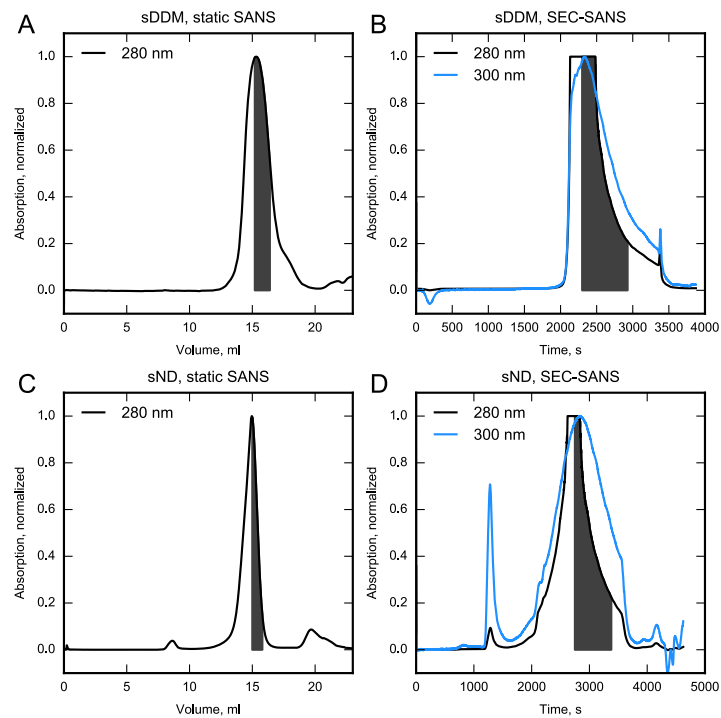 A
sDDM, static SANS
280 nm
Absorption, normalized
1.0
0.8
0.6
0.4
0.2
0.0
0 5 10 15 20
Volume, ml
B
sDDM, SEC-SANS
280 nm
300 nm
Absorption, normalized
1.0
0.8
0.6
0.4
0.2
0.0
0 500 1000 1500 2000 2500 3000 3500 4000
Time, s
C
sND, static SANS
280 nm
Absorption, normalized
1.0
0.8
0.6
0.4
0.2
0.0
0 5 10 15 20
Volume, ml
D
sND, SEC-SANS
280 nm
300 nm
Absorption, normalized
1.0
0.8
0.6
0.4
0.2
0.0
0 1000 2000 3000 4000 5000
Time, s